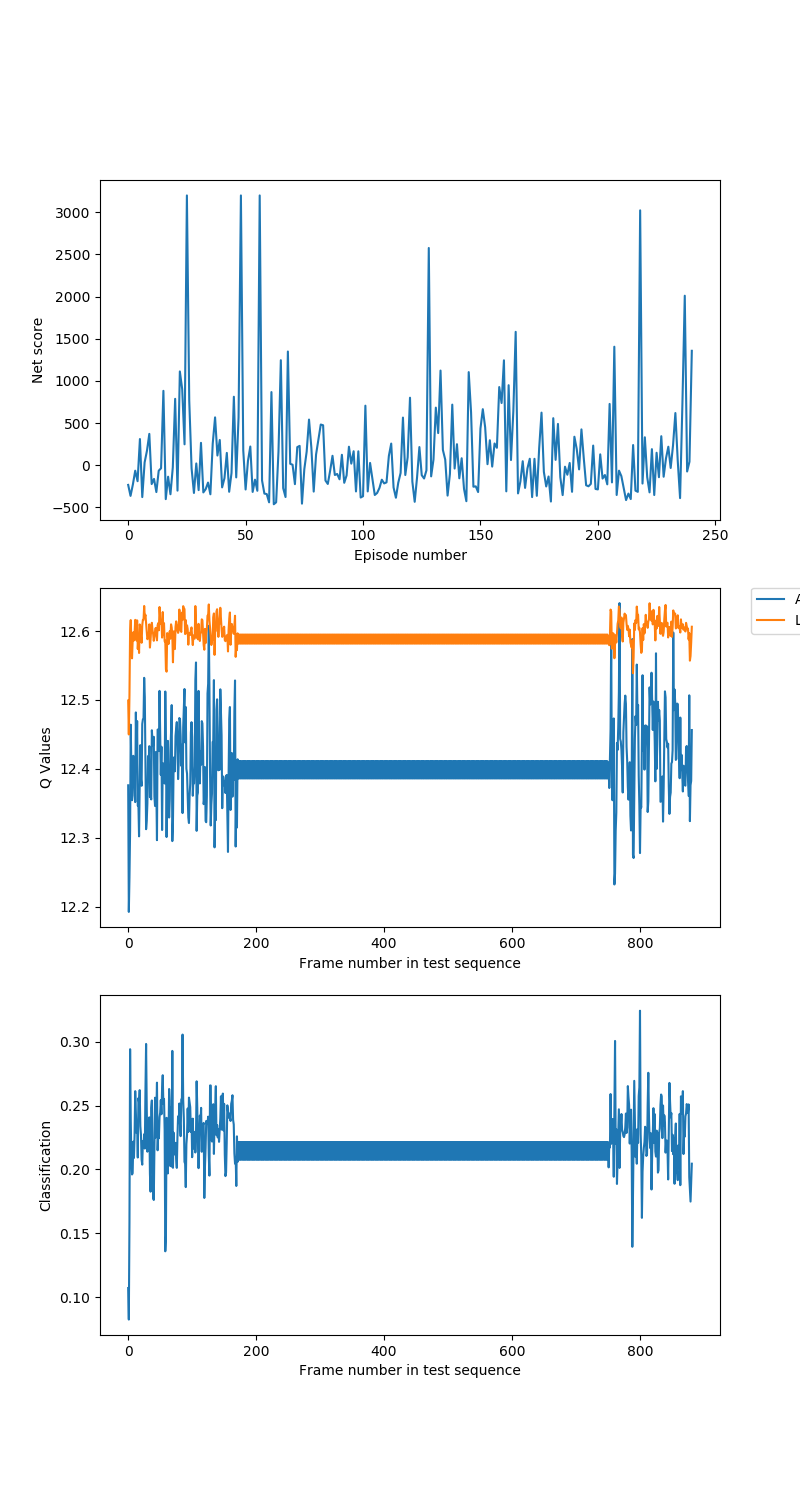 3000
2500
2000
1500
1000
500
0
−500
Net score
0 50 100 150 200 250
Episode number
12.6
12.5
12.4
12.3
12.2
Q Values
0 200 400 600 800
Frame number in test sequence
0.30
0.25
0.20
0.15
0.10
Classification
0 200 400 600 800
Frame number in test sequence